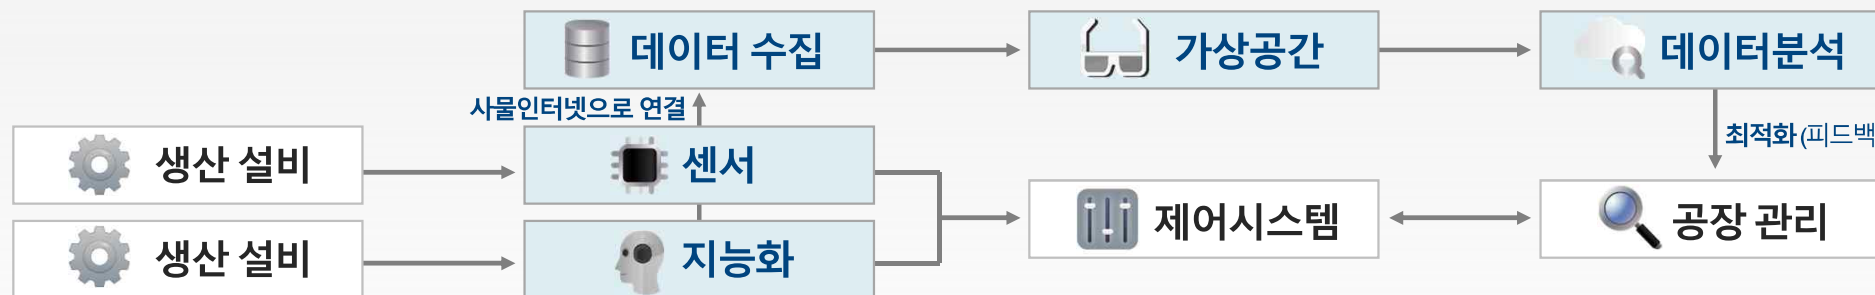 데이터 수집
가상공간
데이터분석
사물인터넷으로 연결
최적화 (피드백
생산 설비
센서
제어시스템
공장 관리
생산 설비
지능화